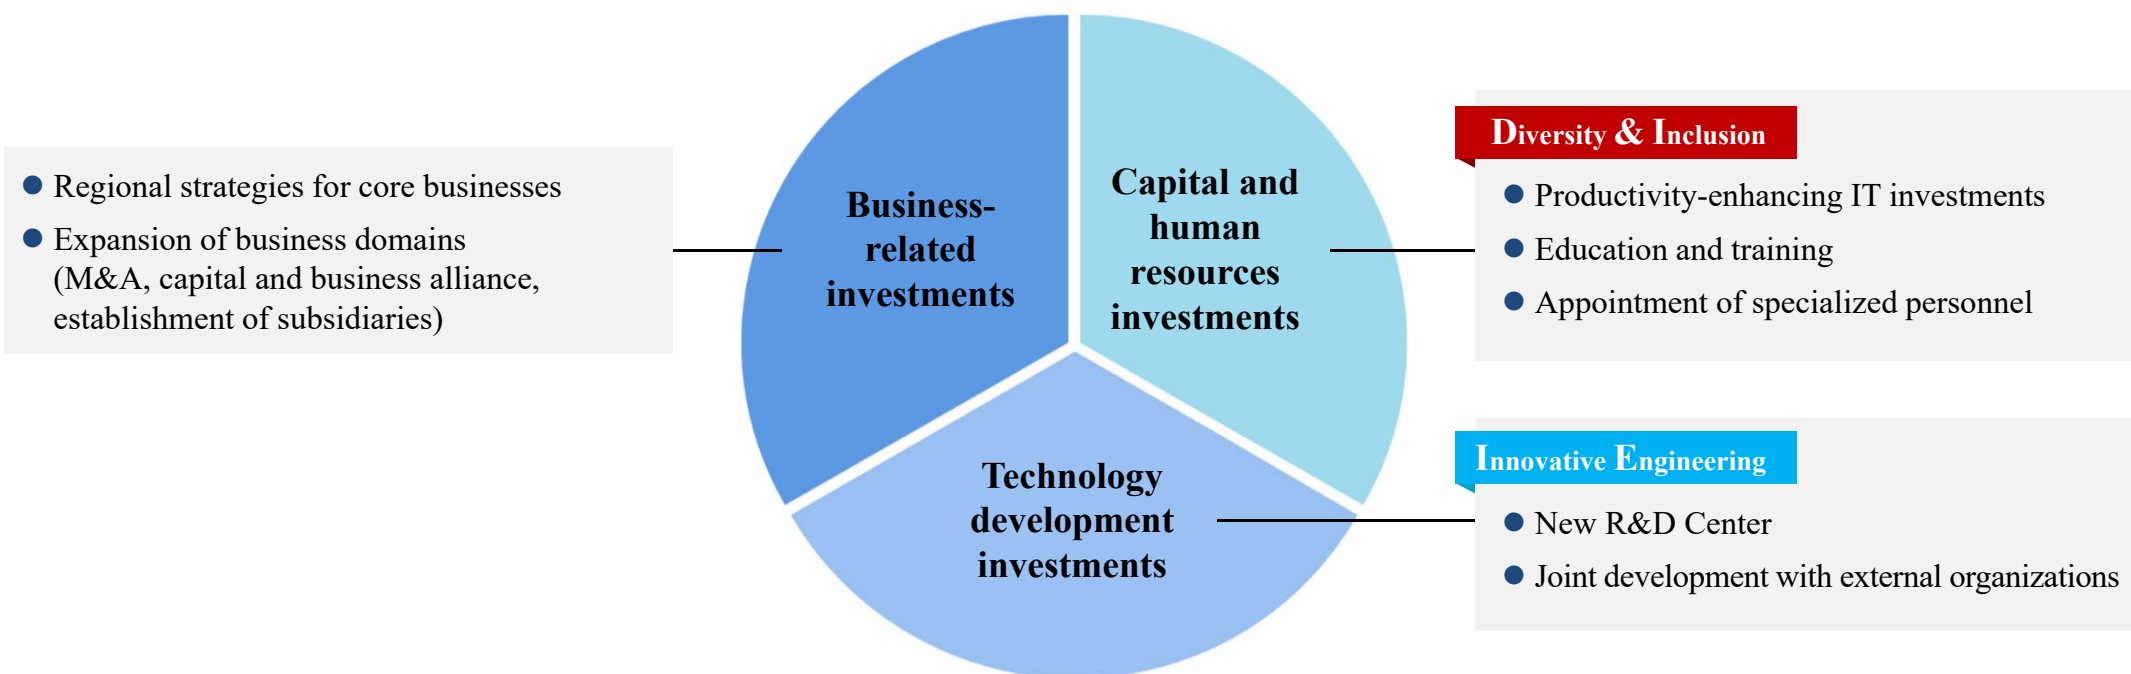 Regional strategies for core businesses
Expansion of business domains
(M&A, capital and business alliance,
establishment of subsidiaries)
Business-
related
investments
Capital and
human
resources
investments
Technology
development
investments
Diversity & Inclusion
Productivity-enhancing IT investments
Education and training
Appointment of specialized personnel
Innovative Engineering
New R&D Center
Joint development with external organizations